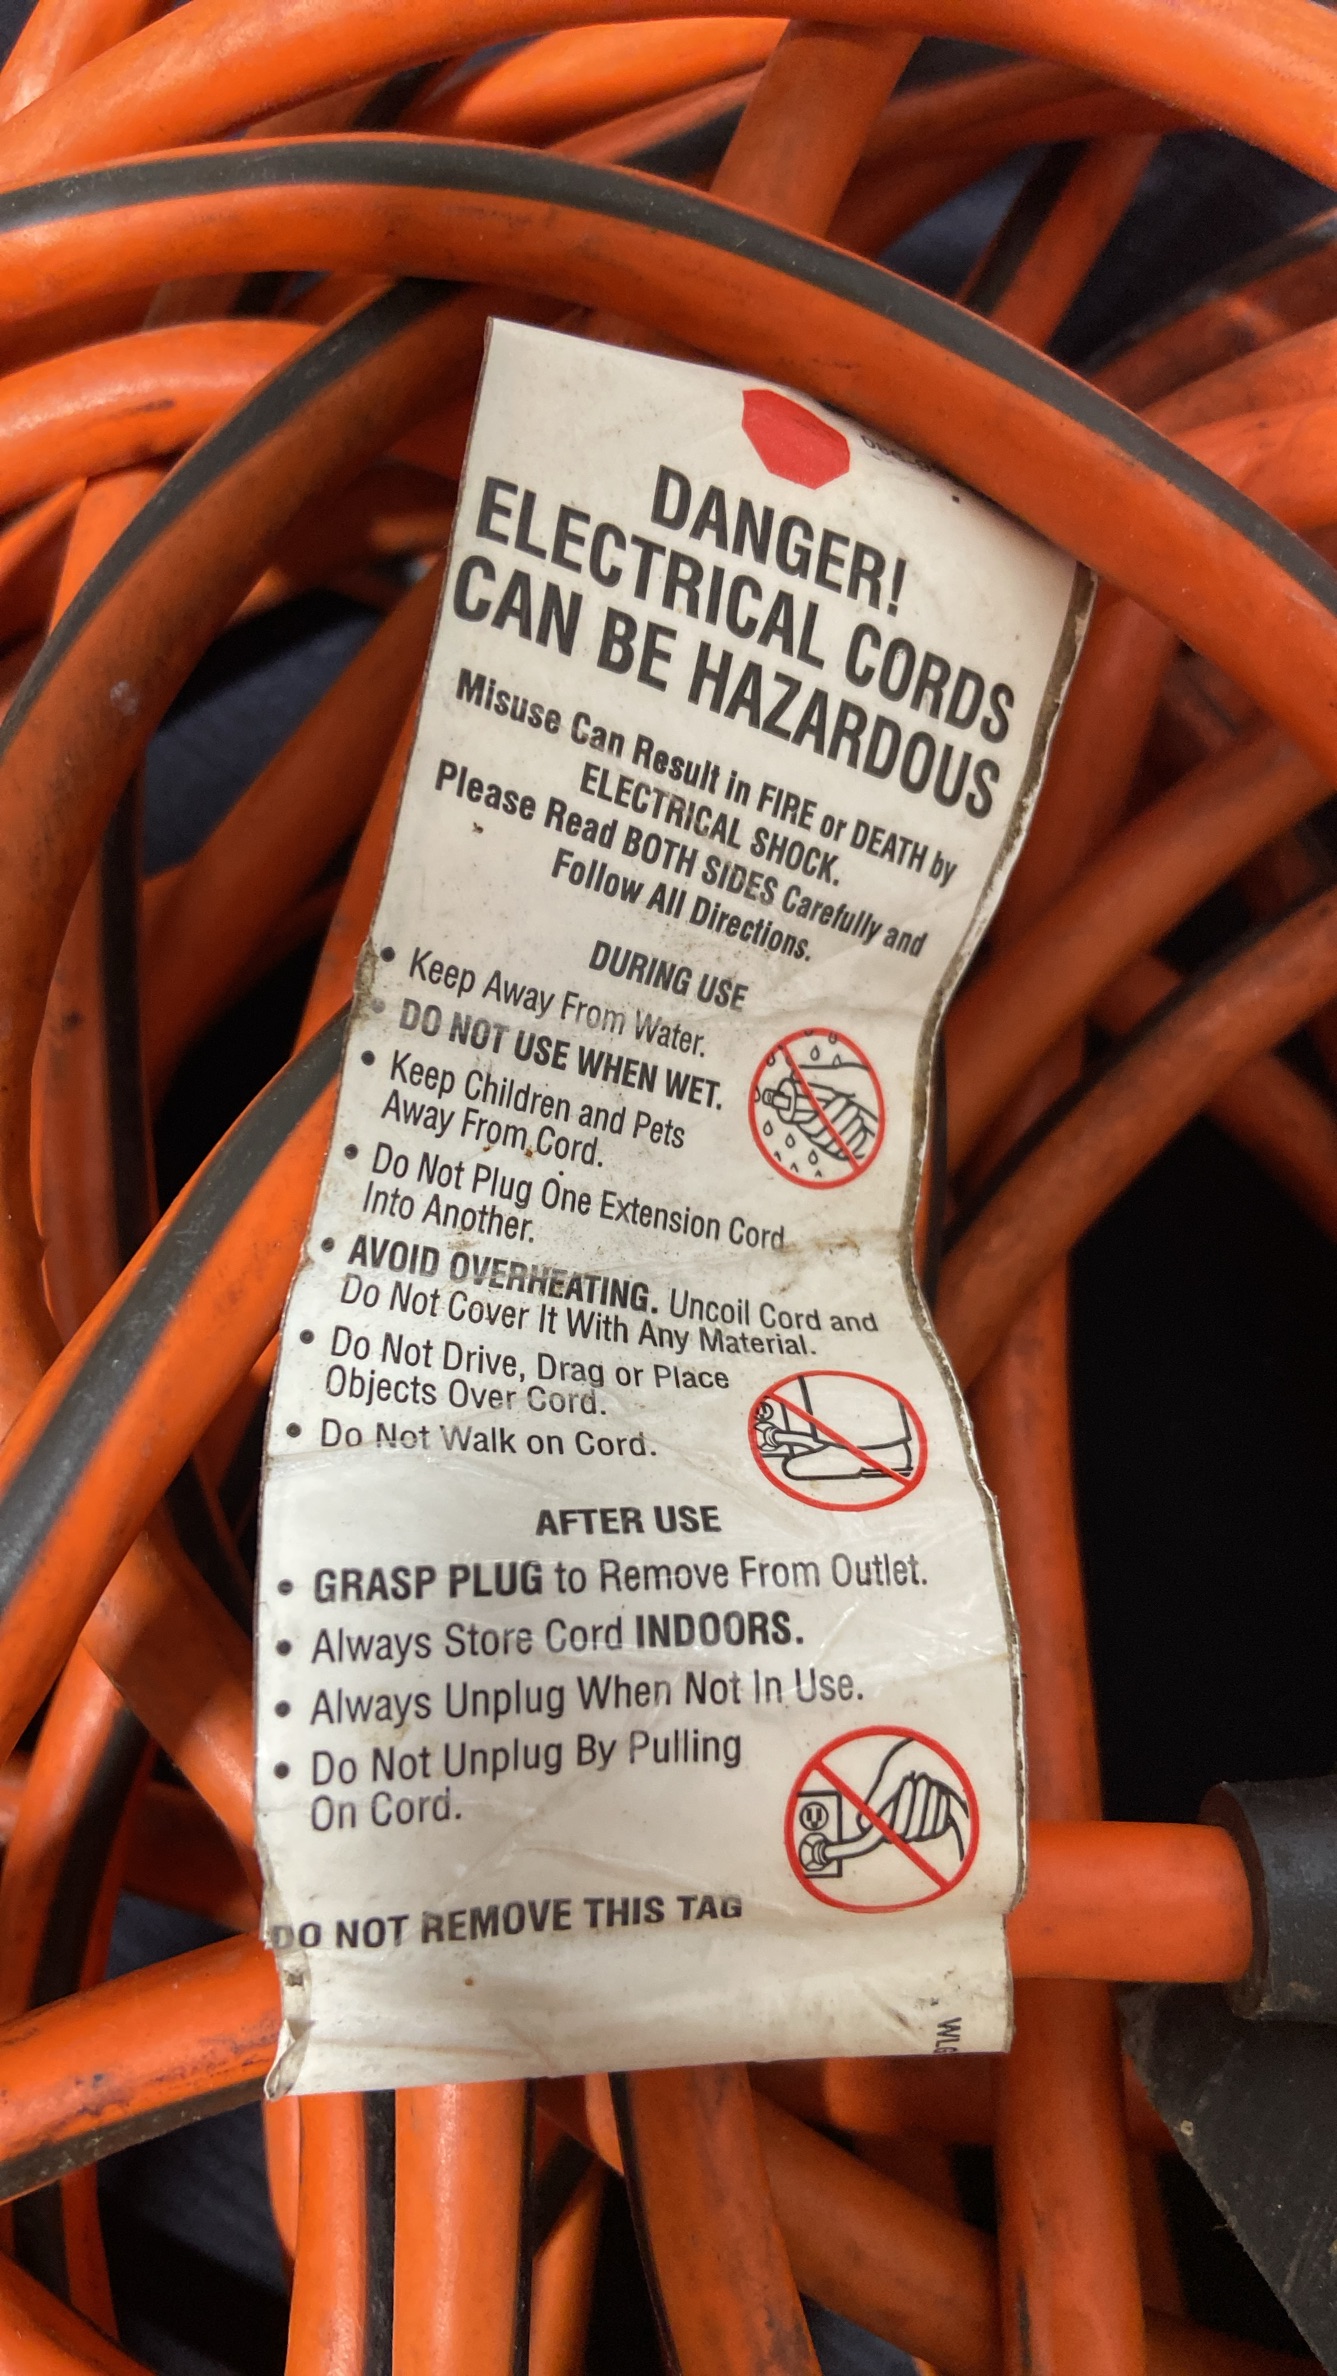 DANGER!
ELECTRICAL CORDS
CAN BE HAZARDOUS
Misuse Can Result in FIRE or DEATH by
ELECTRICAL SHOCK.
Please Read BOTH SIDES Carefully and
Follow All Directions.
DURING USE
• Keep Away From Water.
• DO NOT USE WHEN WET.
• Keep Children and Pets
Away From Cord.
• Do Not Plug One Extension Cord
Into Another.
• AVOID OVERHEATING. Uncoil Cord and
Do Not Cover It With Any Material.
• Do Not Drive, Drag or Place
Objects Over Cord.
• Do Not Walk on Cord.
AFTER USE
• GRASP PLUG to Remove From Outlet.
• Always Store Cord INDOORS.
• Always Unplug When Not In Use.
• Do Not Unplug By Pulling
On Cord.
DO NOT REMOVE THIS TAG